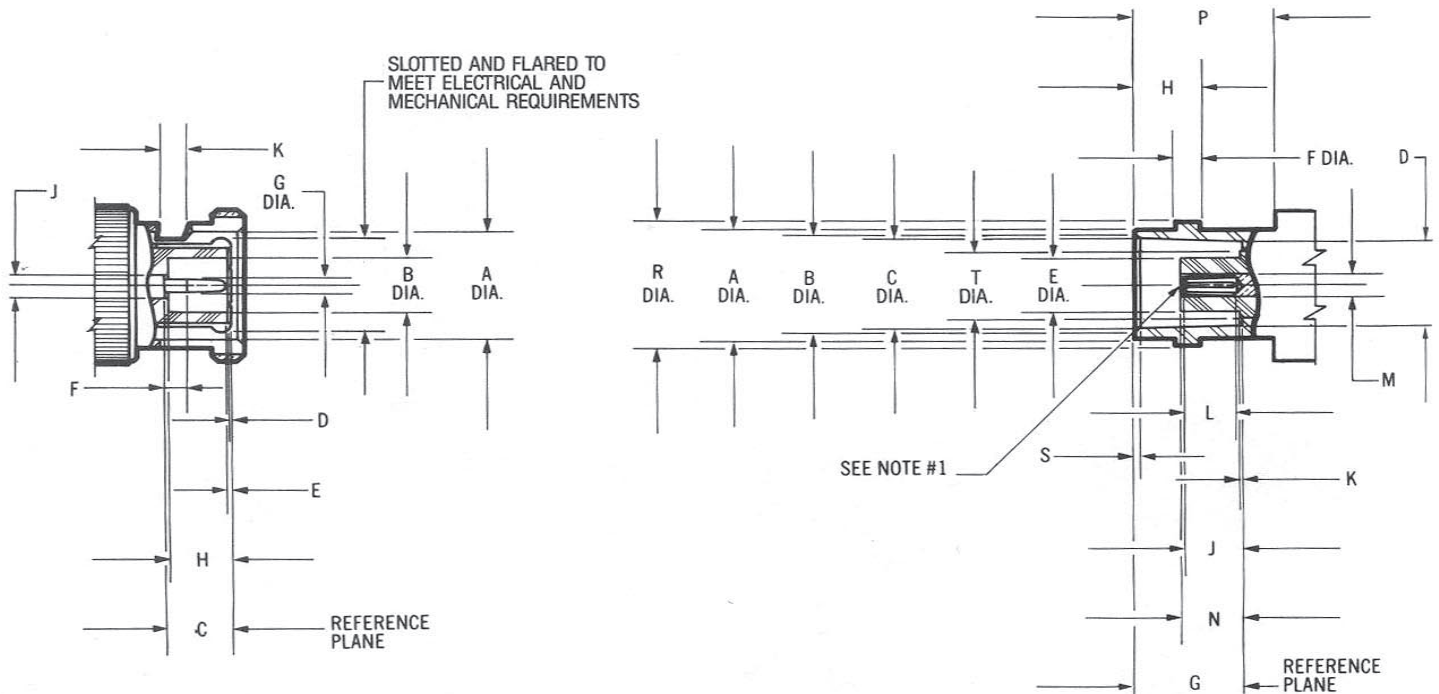 P
SLOTTED AND FLARED TO
MEET ELECTRICAL AND
MECHANICAL REQUIREMENTS
H
K
F DIA.
D
J
G
DIA.
B
DIA.
A
DIA.
R
DIA.
A
DIA.
B
DIA.
C
DIA.
T
DIA.
E
DIA.
F
M
D
L
SEE NOTE #1
S
E
K
H
J
C
REFERENCE
PLANE
N
G
REFERENCE
PLANE